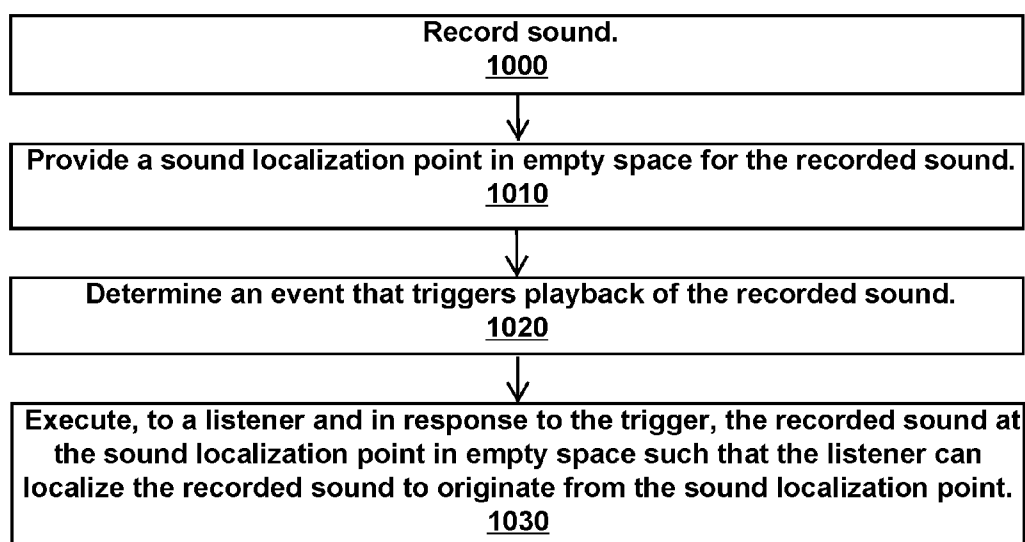 Record sound.
1000
Provide a sound localization point in empty space for the recorded sound.
1010
Determine an event that triggers playback of the recorded sound.
1020
Execute, to a listener and in response to the trigger, the recorded sound at
the sound localization point in empty space such that the listener can
localize the recorded sound to originate from the sound localization point.
1030